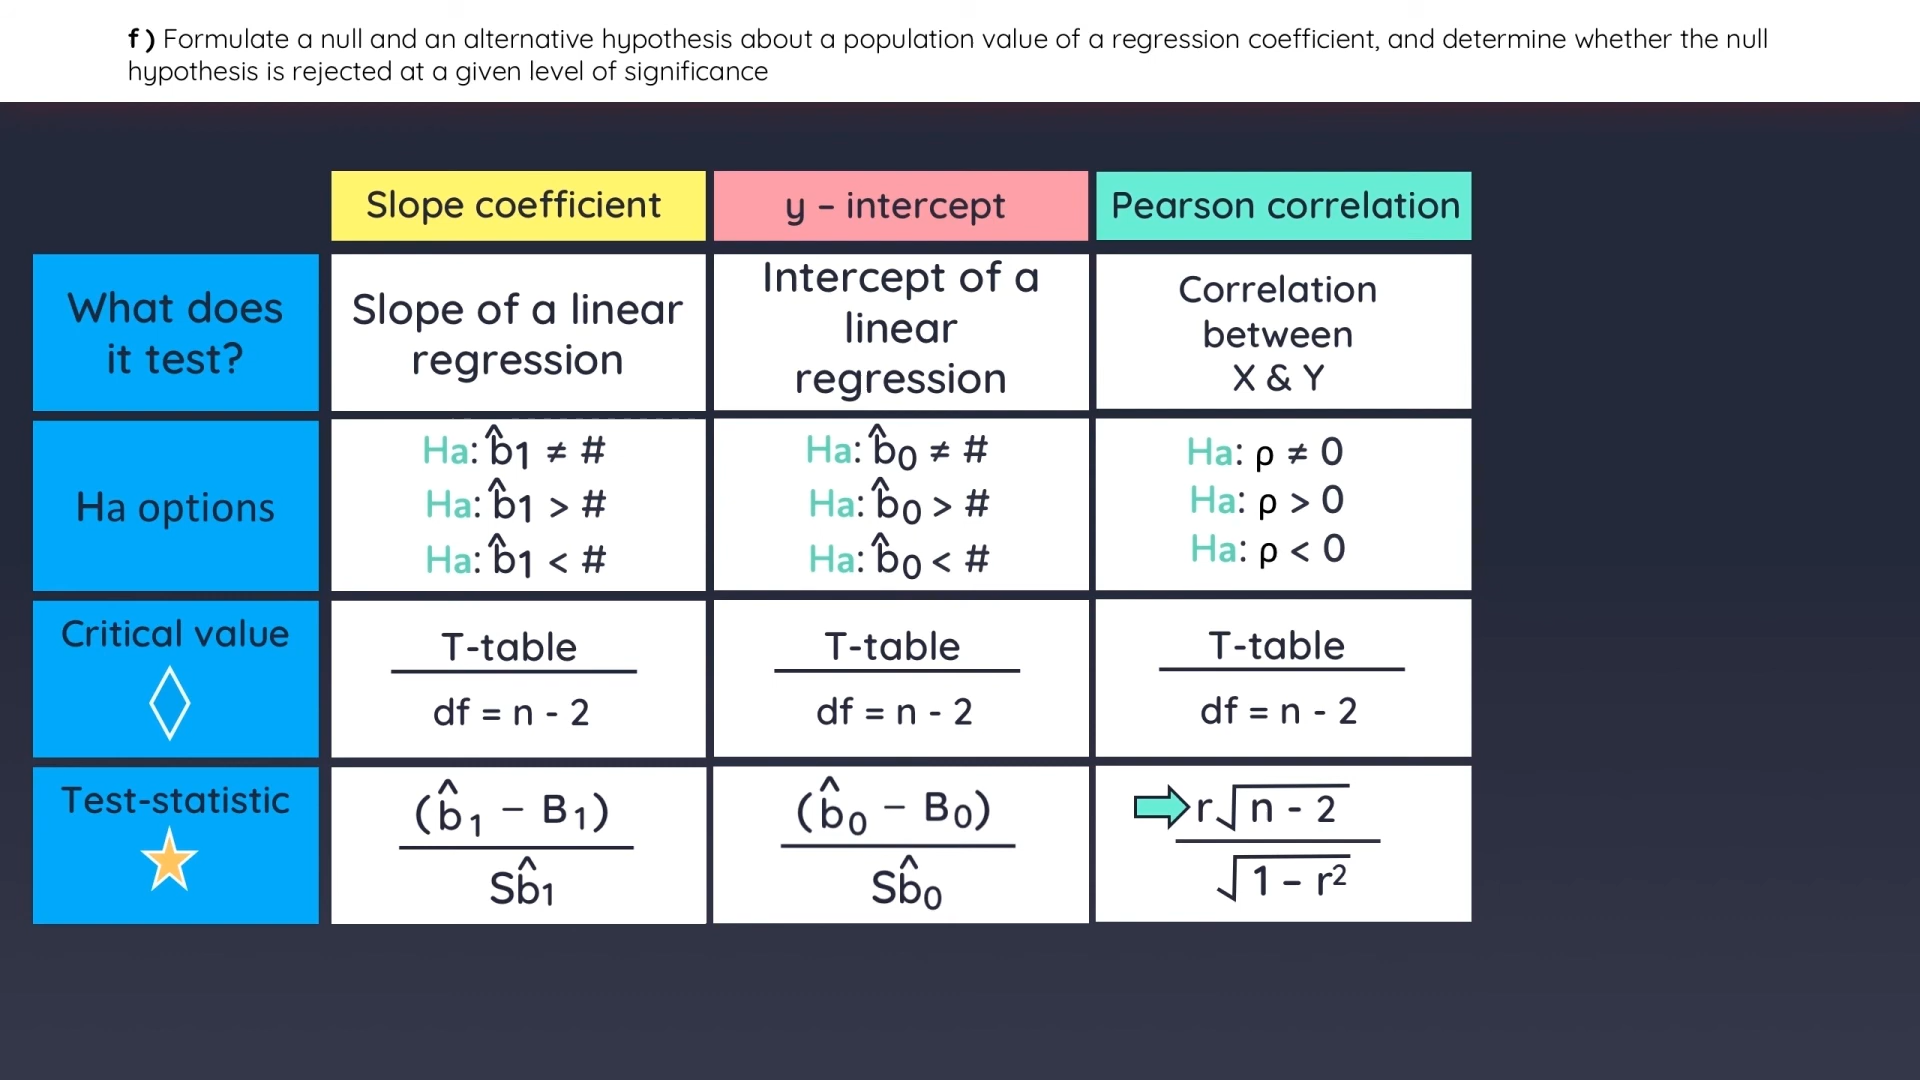 f ) Formulate a null and an alternative hypothesis about a population value of a regression coefficient, and determine whether the null
hypothesis is rejected at a given level of significance
Slope coefficient
y – intercept
Pearson correlation
What does
it test?
Slope of a linear
regression
Intercept of a
linear
regression
Correlation
between
X & Y
Ha options
Ha: b̂1 ≠ #
Ha: b̂1 > #
Ha: b̂1 < #
Ha: b̂0 ≠ #
Ha: b̂0 > #
Ha: b̂0 < #
Ha: ρ ≠ 0
Ha: ρ > 0
Ha: ρ < 0
Critical value
T-table
df = n - 2
T-table
df = n - 2
T-table
df = n - 2
Test-statistic
(b̂1 – B1)
Sb̂1
(b̂0 – B0)
Sb̂0
r√n - 2
√1 – r²